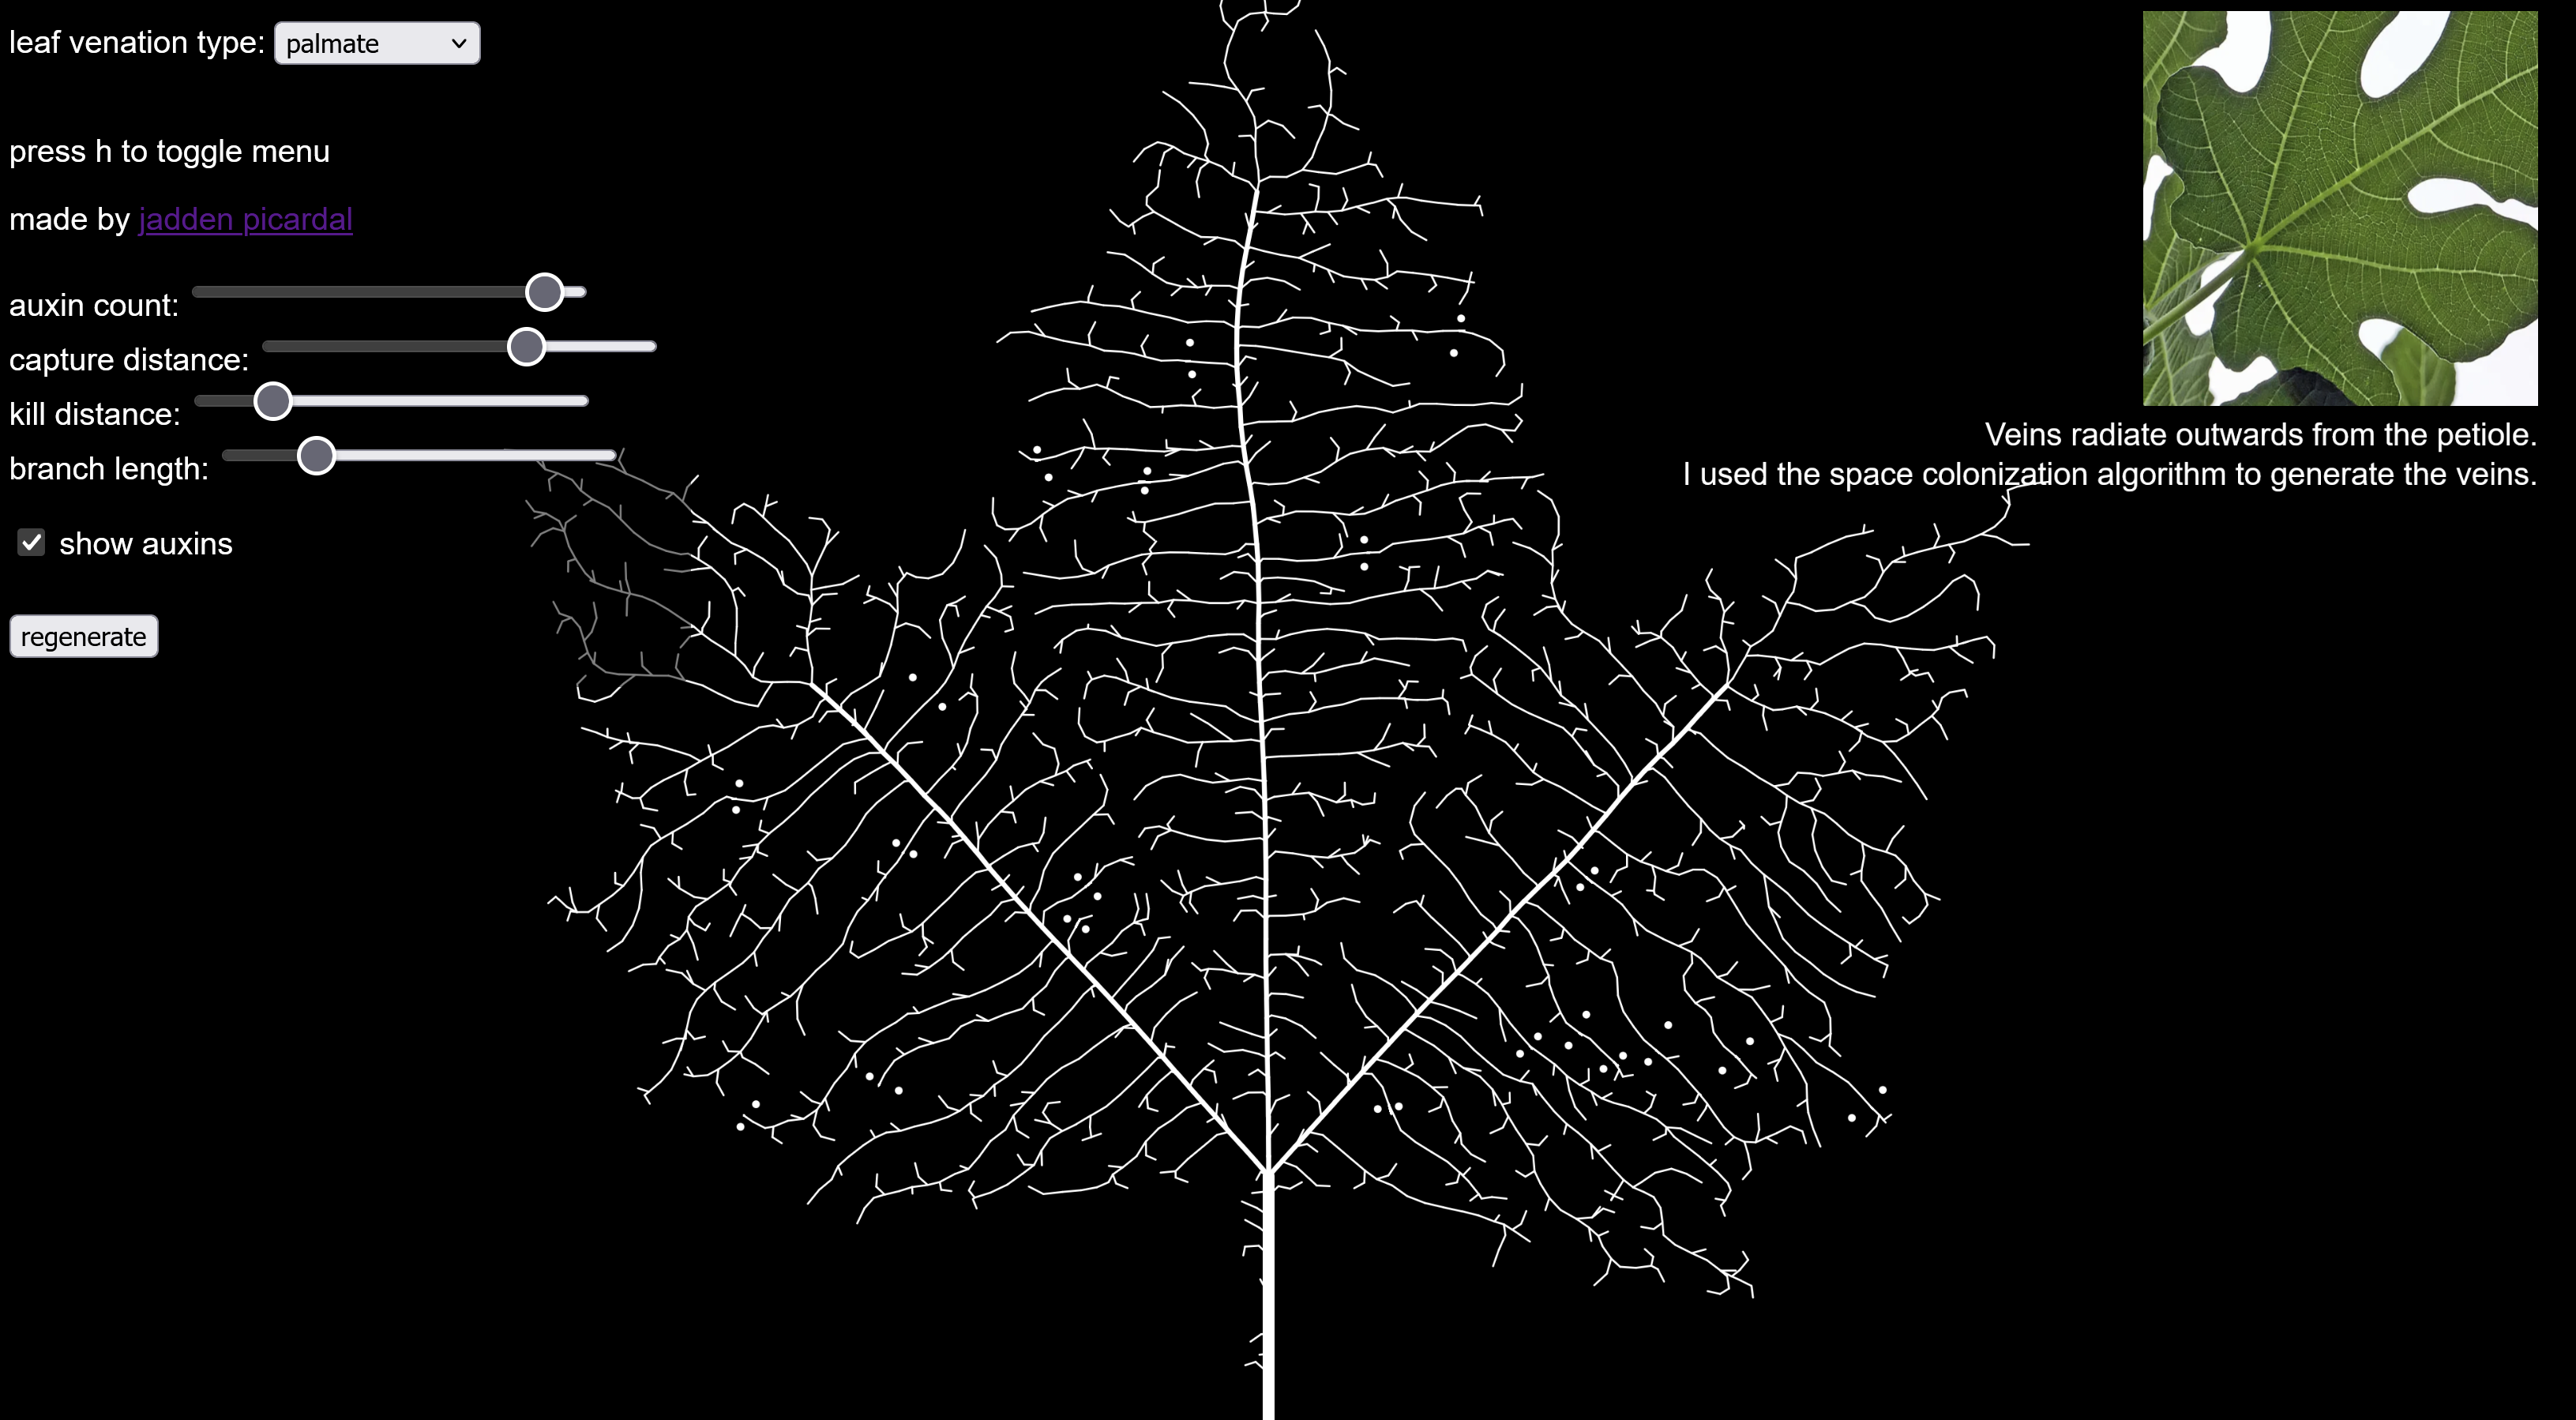 leaf venation type: palmate
press h to toggle menu
made by jadden picardal
auxin count:
capture distance:
kill distance:
branch length:
show auxins
regenerate
Veins radiate outwards from the petiole.
I used the space colonization algorithm to generate the veins.